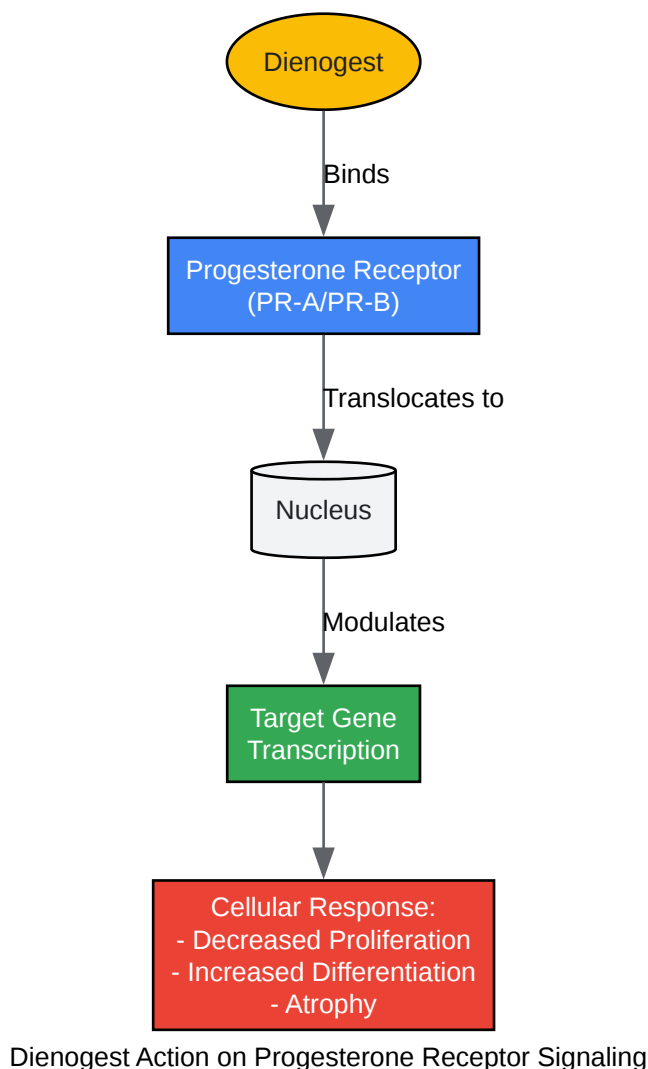 Dienogest
Binds
Progesterone Receptor
(PR-A/PR-B)
Translocates to
Nucleus
Modulates
Target Gene
Transcription
Cellular Response:
- Decreased Proliferation
- Increased Differentiation
- Atrophy
Dienogest Action on Progesterone Receptor Signaling